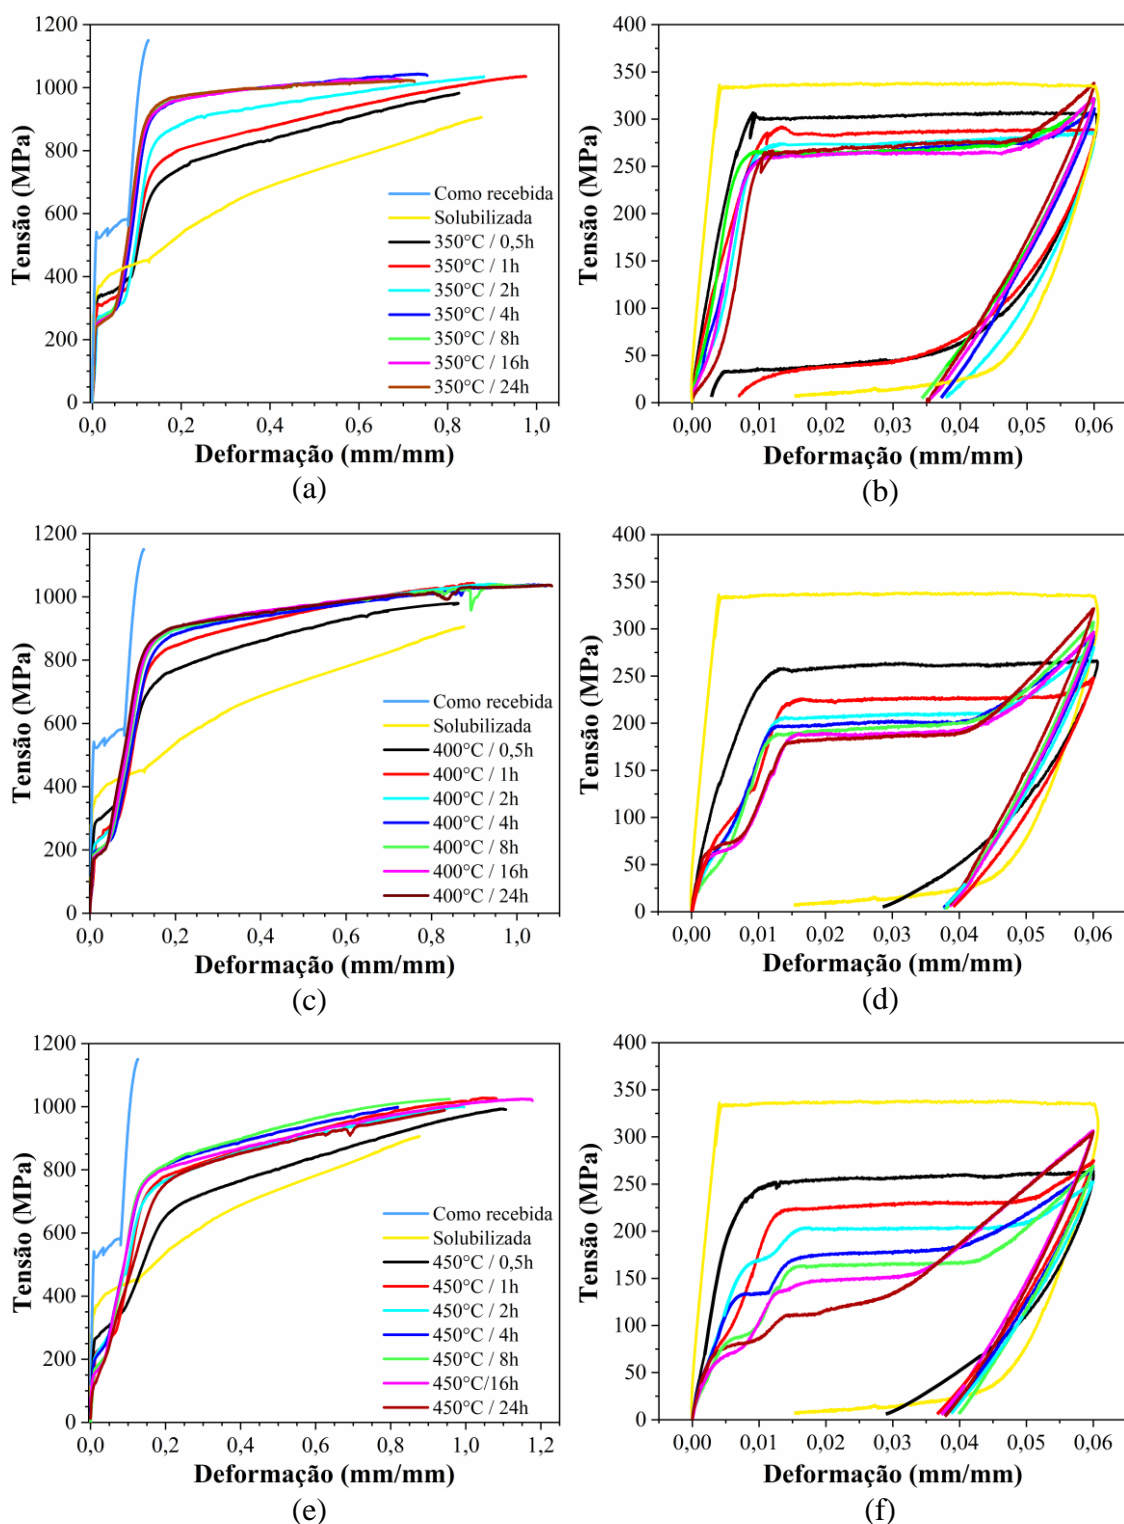 1200
1000
800
600
400
200
0
Tensão (MPa)
Como recebida
Solubilizada
350°C / 0,5h
350°C / 1h
350°C / 2h
350°C / 4h
350°C / 8h
350°C / 16h
350°C / 24h
0,0 0,2 0,4 0,6 0,8 1,0
Deformação (mm/mm)
(a)
400
350
300
250
200
150
100
50
0
Tensão (MPa)
0,00 0,01 0,02 0,03 0,04 0,05 0,06
Deformação (mm/mm)
(b)
1200
1000
800
600
400
200
0
Tensão (MPa)
Como recebida
Solubilizada
400°C / 0,5h
400°C / 1h
400°C / 2h
400°C / 4h
400°C / 8h
400°C / 16h
400°C / 24h
0,0 0,2 0,4 0,6 0,8 1,0
Deformação (mm/mm)
(c)
400
350
300
250
200
150
100
50
0
Tensão (MPa)
0,00 0,01 0,02 0,03 0,04 0,05 0,06
Deformação (mm/mm)
(d)
1200
1000
800
600
400
200
0
Tensão (MPa)
Como recebida
Solubilizada
450°C / 0,5h
450°C / 1h
450°C / 2h
450°C / 4h
450°C / 8h
450°C/16h
450°C / 24h
0,0 0,2 0,4 0,6 0,8 1,0 1,2
Deformação (mm/mm)
(e)
400
350
300
250
200
150
100
50
0
Tensão (MPa)
0,00 0,01 0,02 0,03 0,04 0,05 0,06
Deformação (mm/mm)
(f)